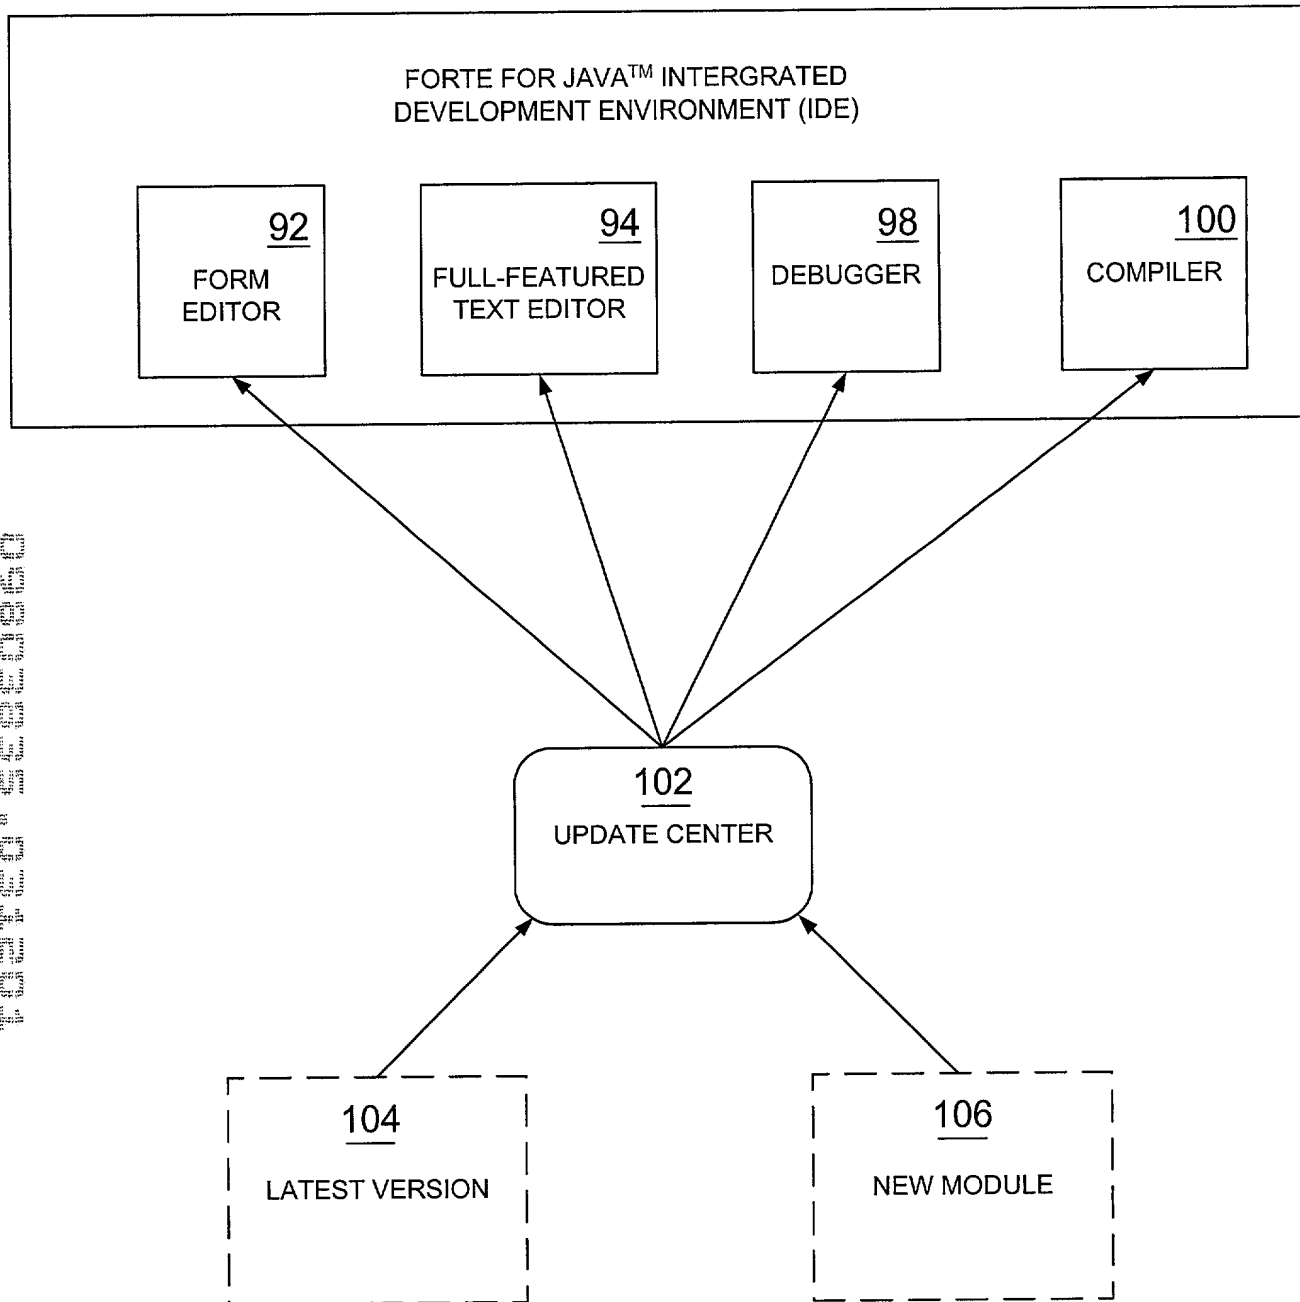 FORTE FOR JAVA™ INTERGRATED
DEVELOPMENT ENVIRONMENT (IDE)
92
FORM
EDITOR
94
FULL-FEATURED
TEXT EDITOR
98
DEBUGGER
100
COMPILER
102
UPDATE CENTER
104
LATEST VERSION
106
NEW MODULE